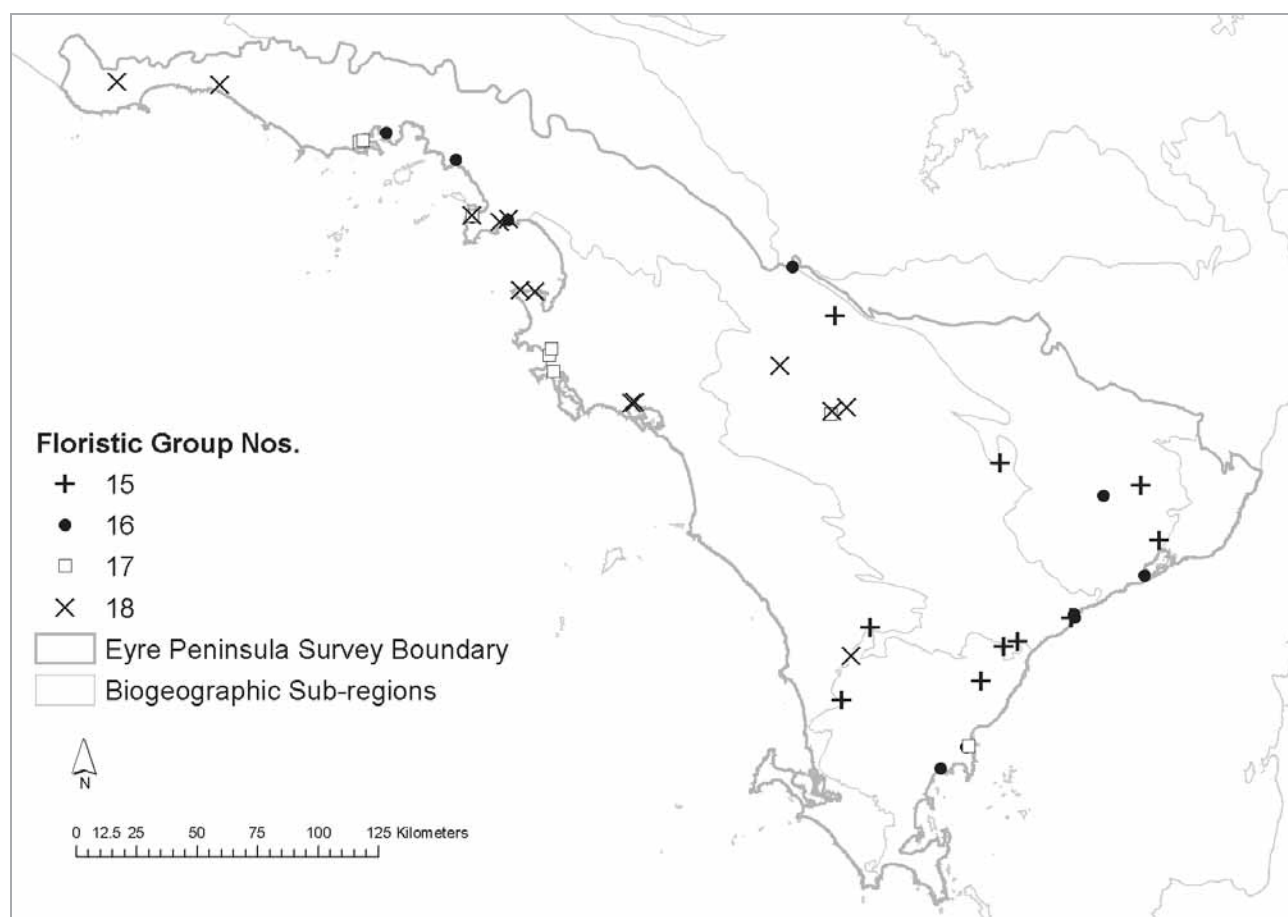 Floristic Group Nos.
15
16
17
18
Eyre Peninsula Survey Boundary
Biogeographic Sub-regions
N
0 12.5 25 50 75 100 125 Kilometers